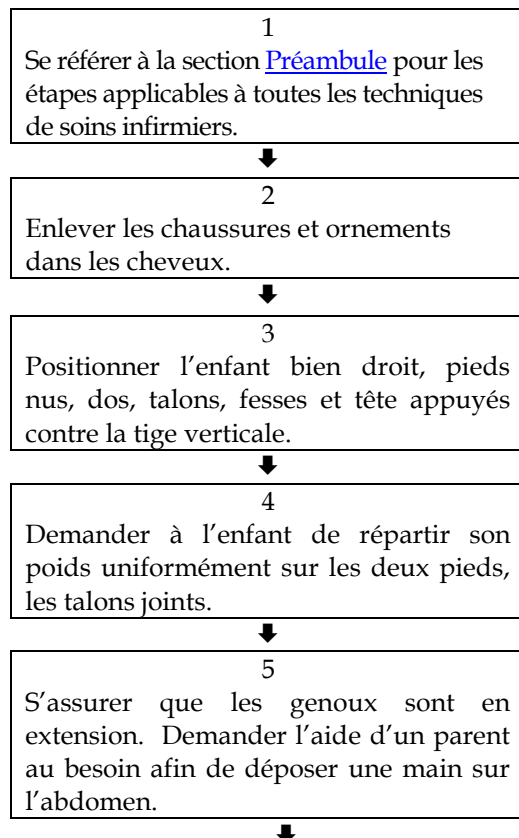 1
Se référer à la section Préambule pour les
étapes applicables à toutes les techniques
de soins infirmiers.
2
Enlever les chaussures et ornements
dans les cheveux.
3
Positionner l’enfant bien droit, pieds
nus, dos, talons, fesses et tête appuyés
contre la tige verticale.
4
Demander à l’enfant de répartir son
poids uniformément sur les deux pieds,
les talons joints.
5
S’assurer que les genoux sont en
extension. Demander l’aide d’un parent
au besoin afin de déposer une main sur
l’abdomen.